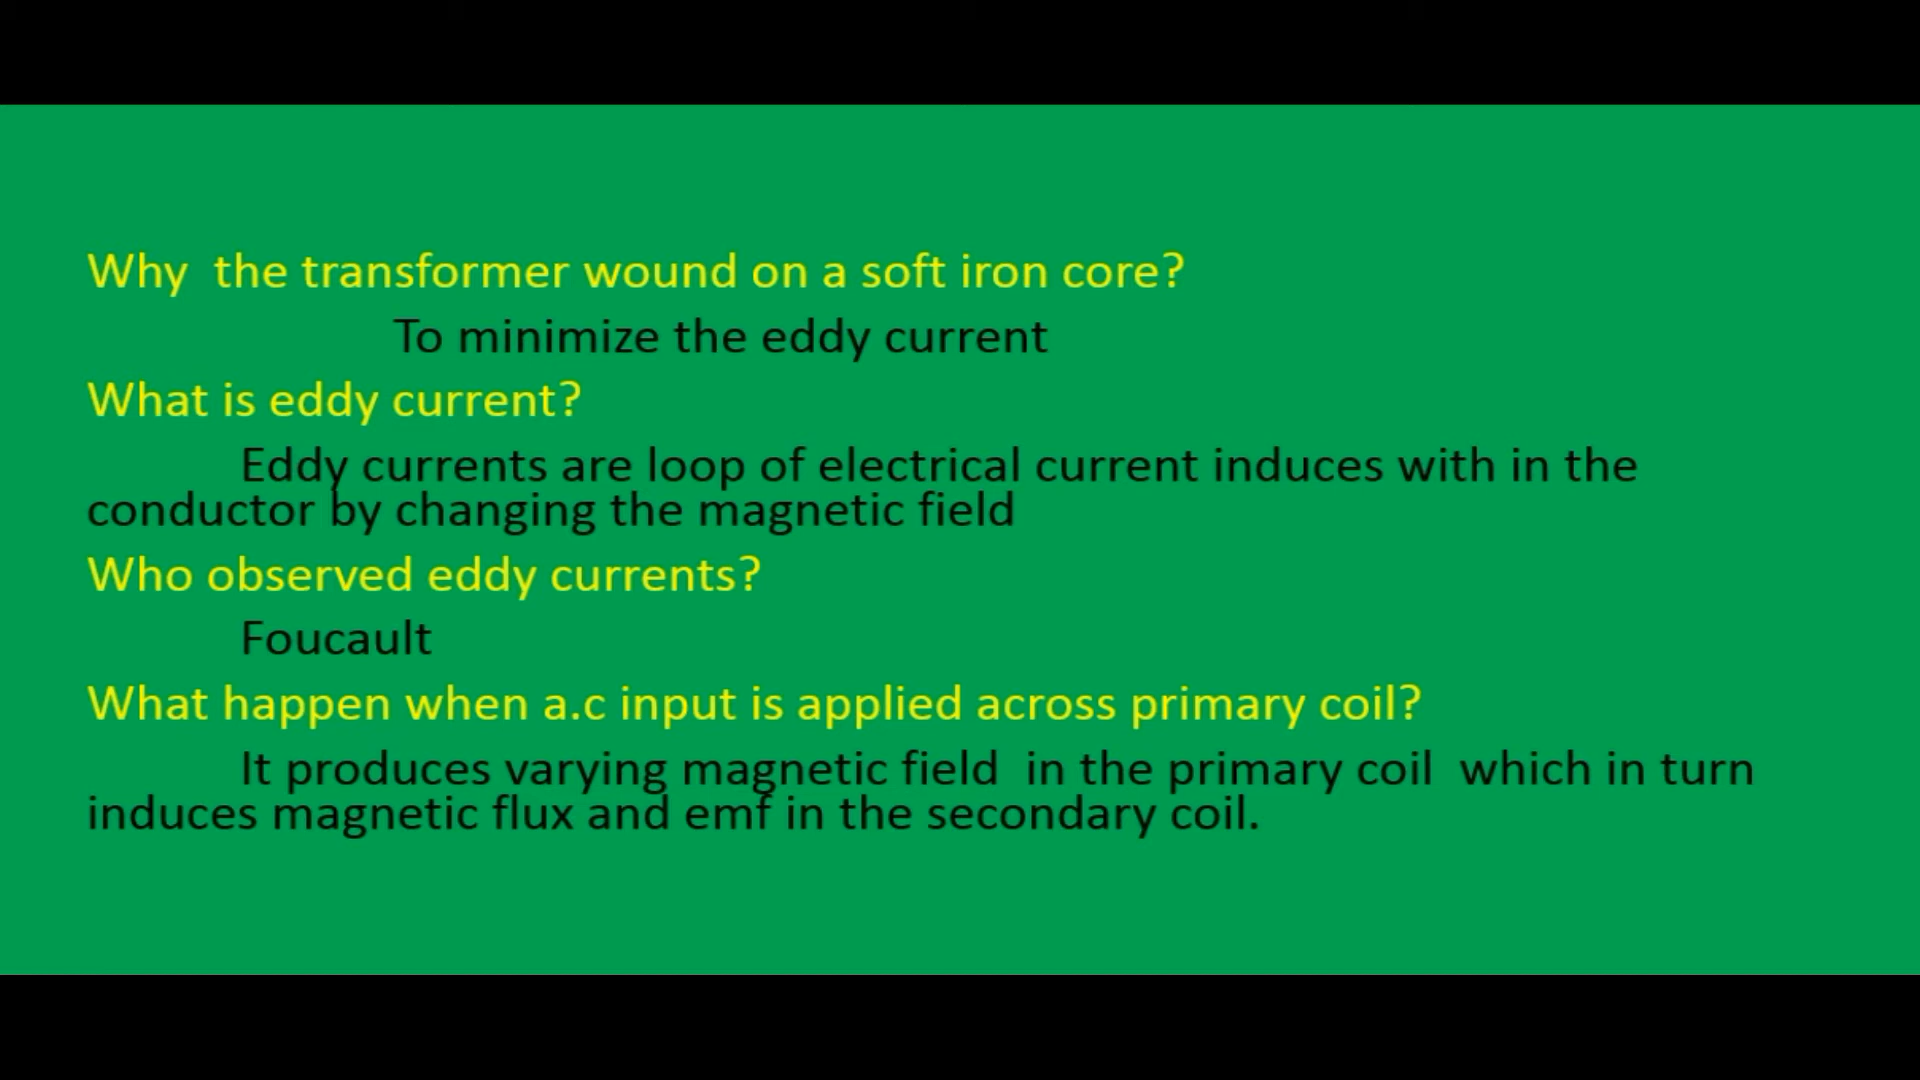 Why the transformer wound on a soft iron core?
To minimize the eddy current
What is eddy current?
Eddy currents are loop of electrical current induces with in the
conductor by changing the magnetic field
Who observed eddy currents?
Foucault
What happen when a.c input is applied across primary coil?
It produces varying magnetic field in the primary coil which in turn
induces magnetic flux and emf in the secondary coil.